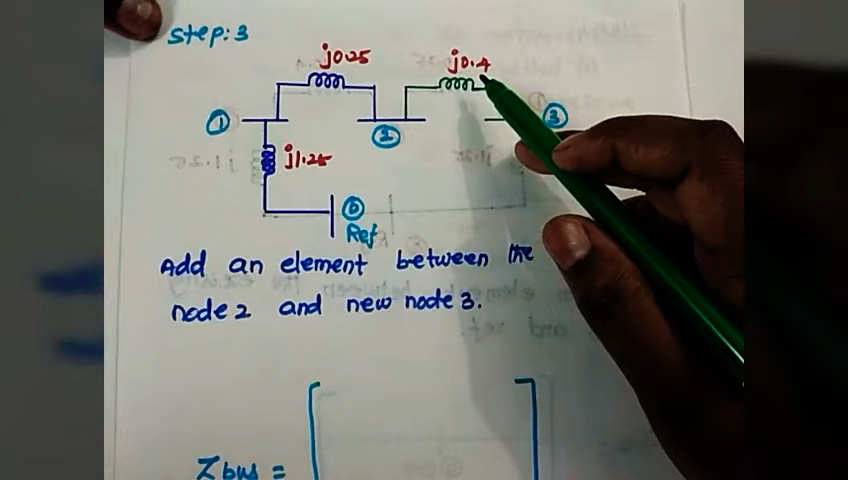 step:3
j0.25
j0.4
1
2
3
j1.25
0
Ref
Add an element between the
node 2 and new node 3.
Zbus =